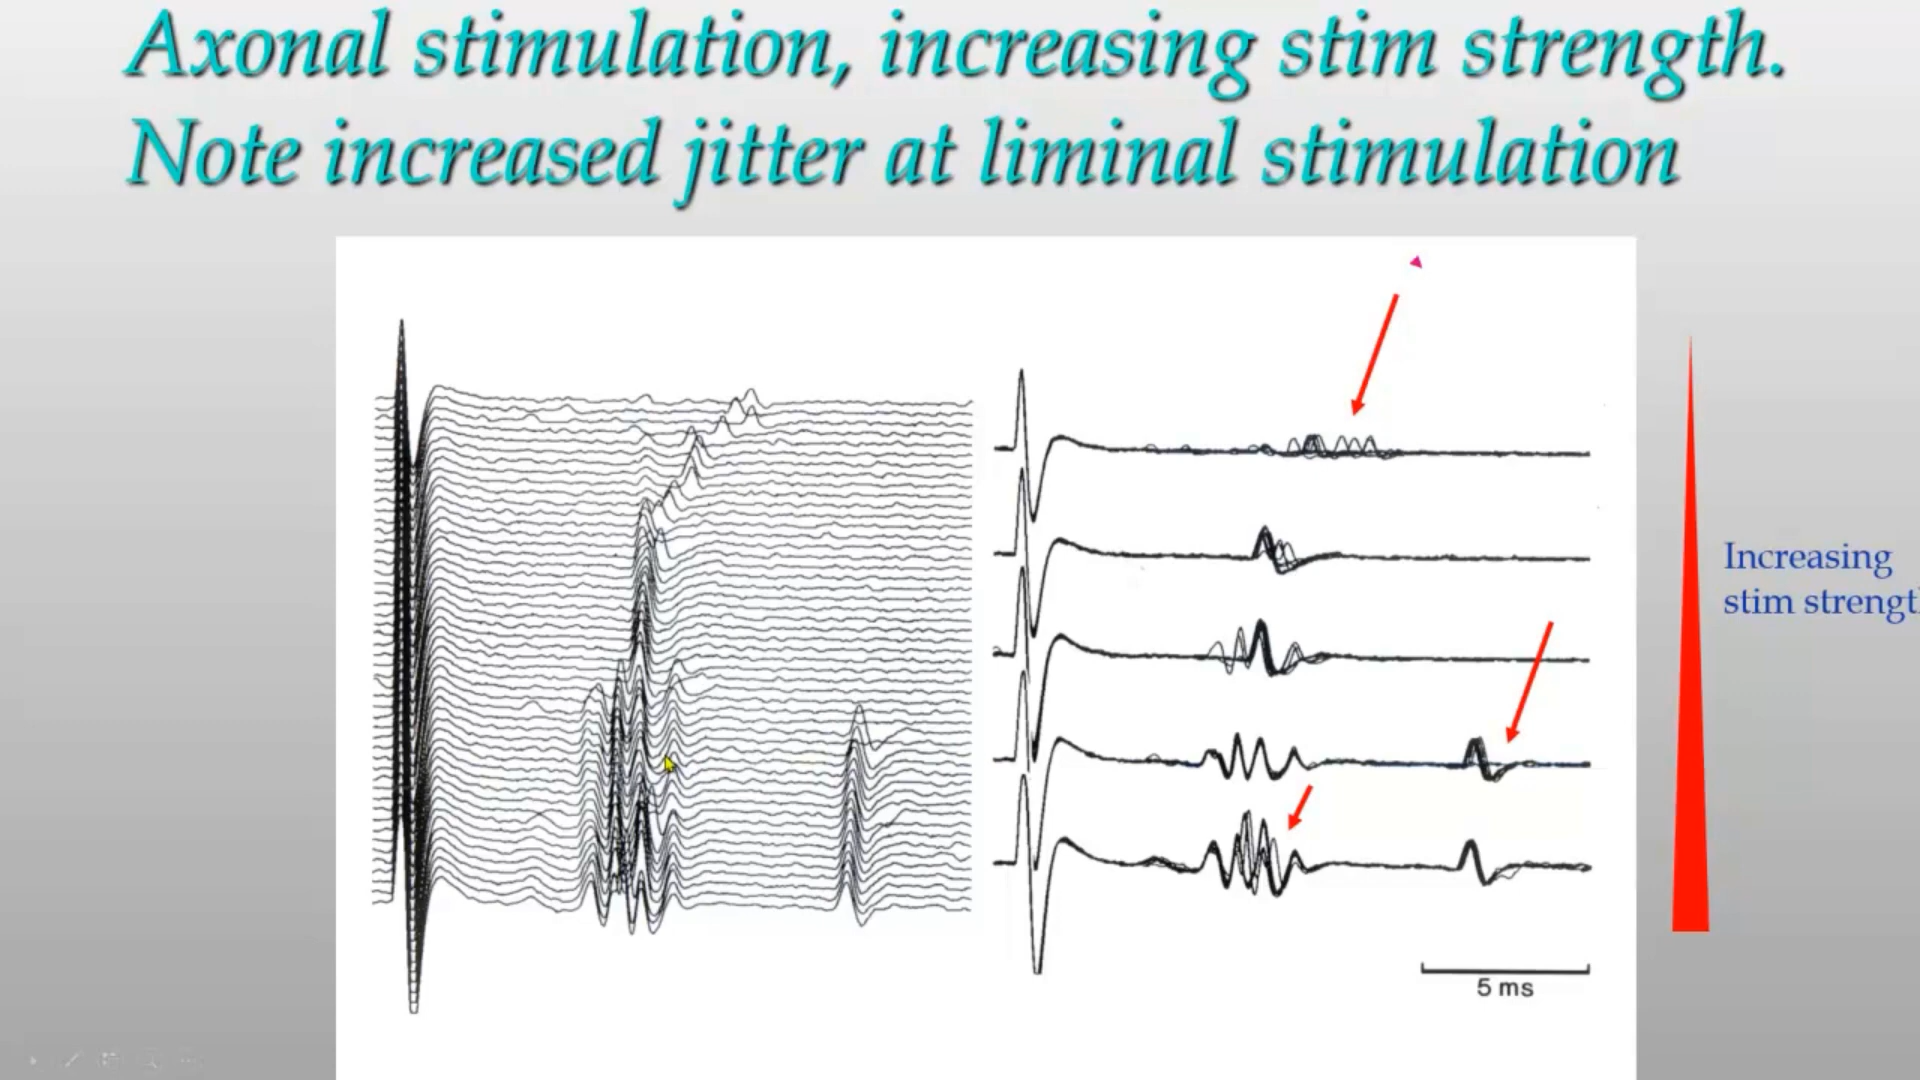 Axonal stimulation, increasing stim strength.
Note increased jitter at liminal stimulation
Increasing
stim strengt
5 ms